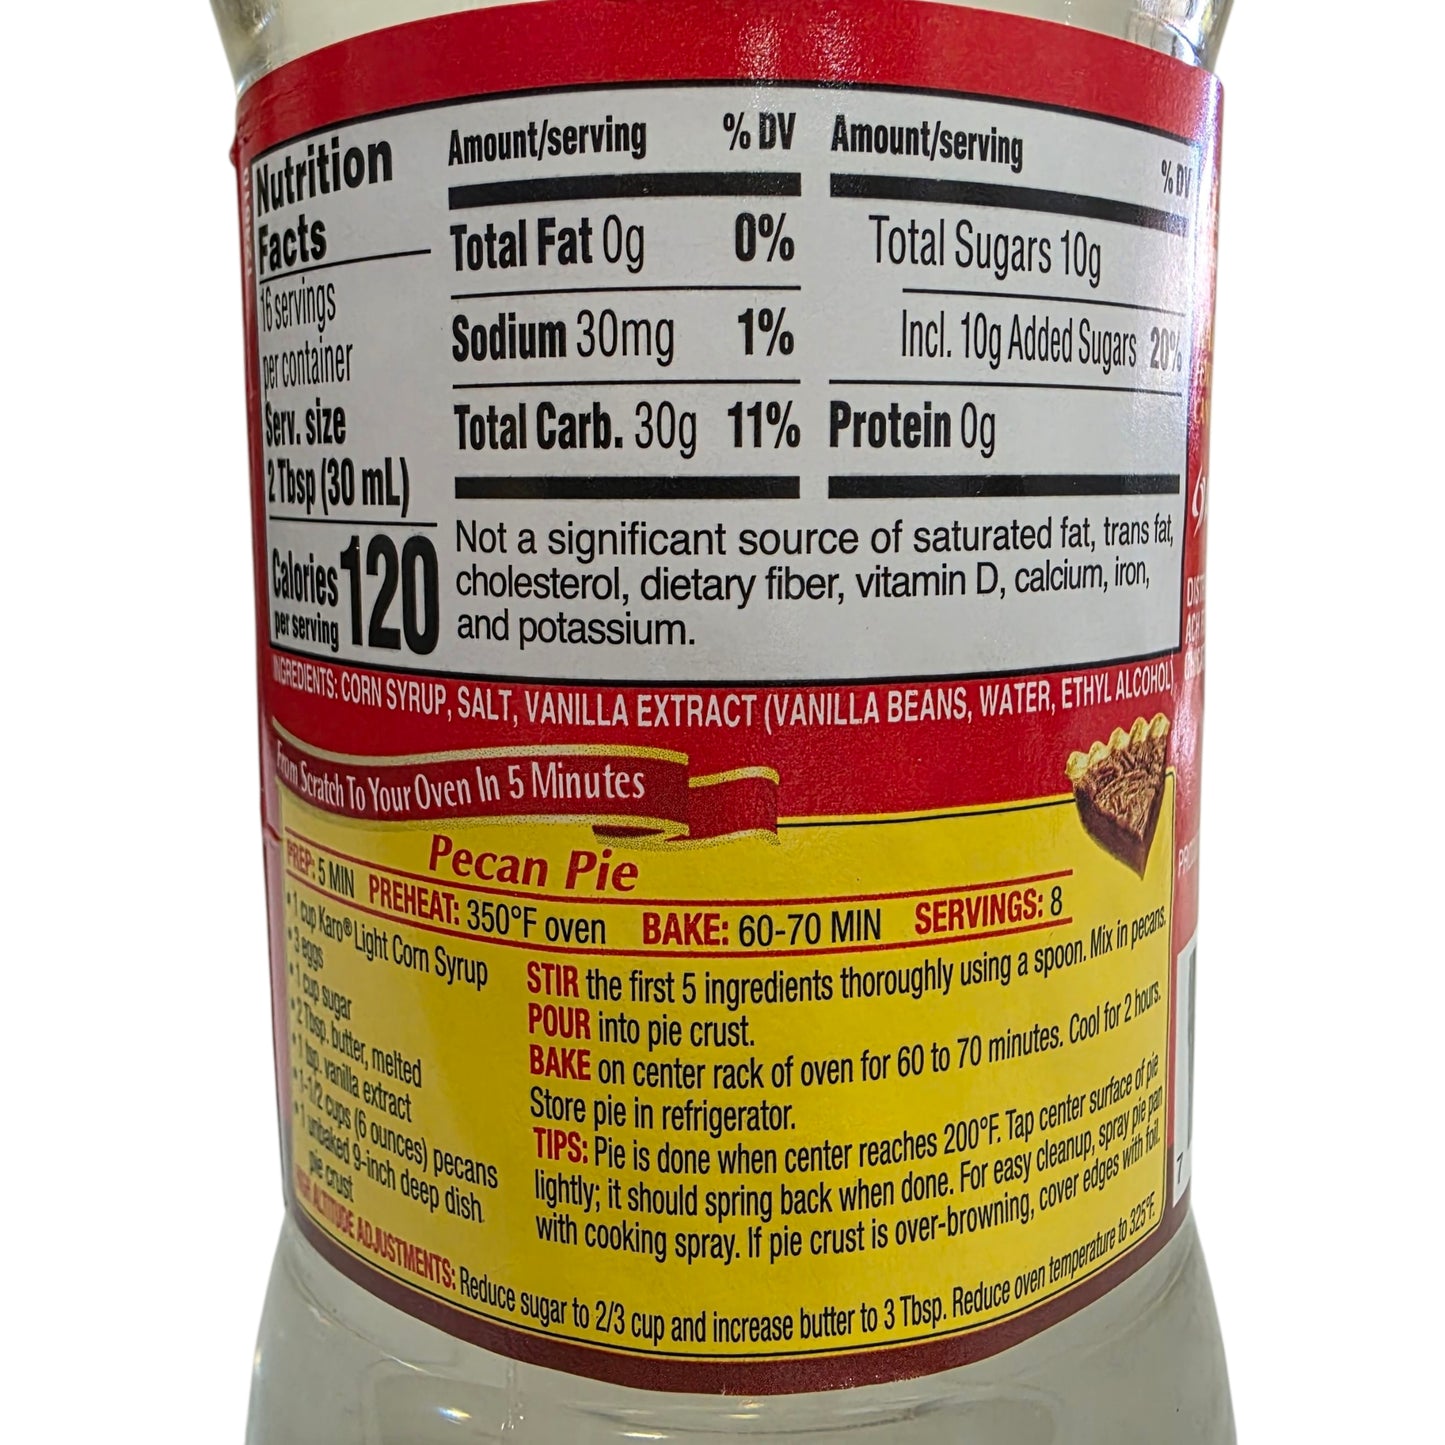 Nutrition
Facts
16 servings
per container
Serv. size
2 Tbsp (30 mL)
Calories 120
per serving
Amount/serving % DV
Total Fat 0g 0%
Sodium 30mg 1%
Total Carb. 30g 11%
Amount/serving % DV
Total Sugars 10g
Incl. 10g Added Sugars 20%
Protein 0g
Not a significant source of saturated fat, trans fat,
cholesterol, dietary fiber, vitamin D, calcium, iron,
and potassium.
INGREDIENTS: CORN SYRUP, SALT, VANILLA EXTRACT (VANILLA BEANS, WATER, ETHYL ALCOHOL)
From Scratch To Your Oven In 5 Minutes
Pecan Pie
PREP: 5 MIN PREHEAT: 350°F oven BAKE: 60-70 MIN SERVINGS: 8
• 1 cup Karo® Light Corn Syrup
• 3 eggs
• 1 cup sugar
• 2 Tbsp. butter, melted
• 1 tsp. vanilla extract
• 1-1/2 cups (6 ounces) pecans
• 1 unbaked 9-inch deep dish
pie crust
STIR the first 5 ingredients thoroughly using a spoon. Mix in pecans.
POUR into pie crust.
BAKE on center rack of oven for 60 to 70 minutes. Cool for 2 hours.
Store pie in refrigerator.
TIPS: Pie is done when center reaches 200°F. Tap center surface of pie
lightly; it should spring back when done. For easy cleanup, spray pie pan
with cooking spray. If pie crust is over-browning, cover edges with foil.
HIGH ALTITUDE ADJUSTMENTS: Reduce sugar to 2/3 cup and increase butter to 3 Tbsp. Reduce oven temperature to 325°F.
7